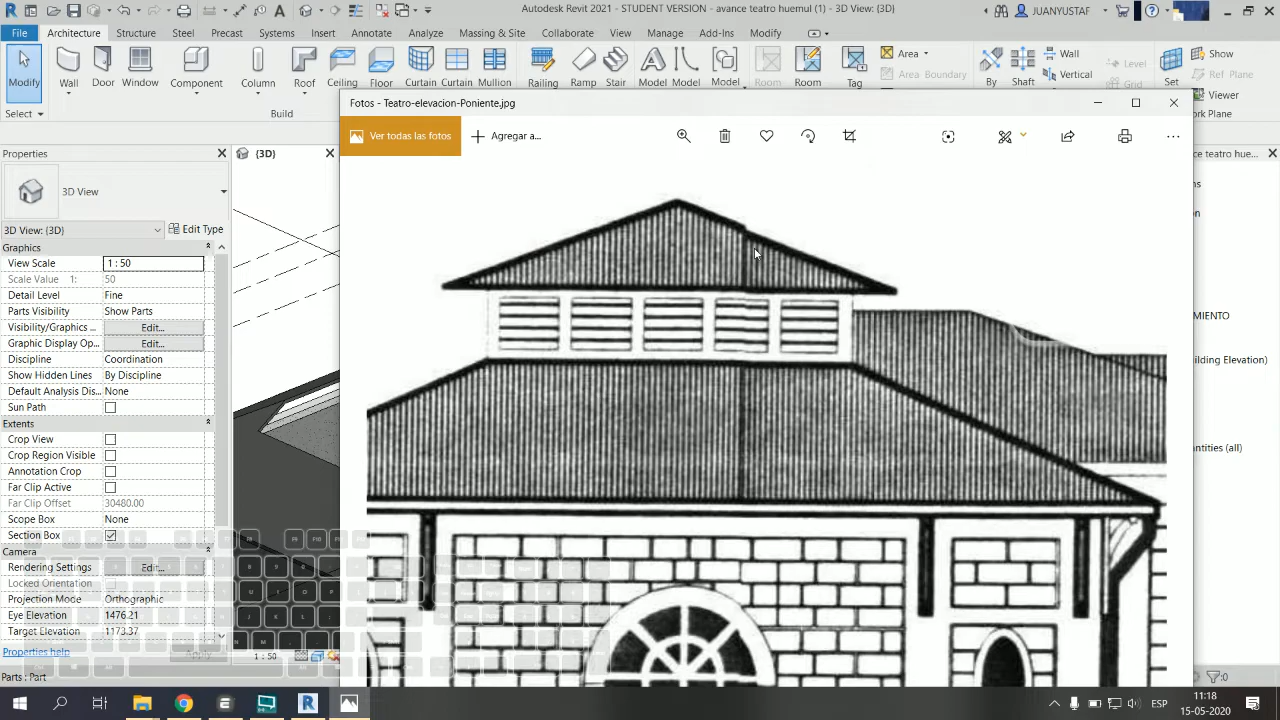 Autodesk Revit 2021 - STUDENT VERSION - avance teatro huemul (1) - 3D View: {3D}
JUANYUSTAF...
File Architecture Structure Steel Precast Systems Insert Annotate Analyze Massing & Site Collaborate View Manage Add-Ins Modify
Modify Wall Door Window Component Column Roof Ceiling Floor Curtain Curtain Mullion Railing Ramp Stair Model Model Model Room Room Tag
Area
Area Boundary
By Shaft
Wall
Vertical
Level
Grid
Set
Show
Ref Plane
Viewer
Select
Build
k Plane
Fotos - Teatro-elevacion-Poniente.jpg
Ver todas las fotos
Agregar a...
Properties
{3D}
ce teatro hue...
3D View
3D View: {3D}
Edit Type
Graphics
View Scale 1 : 50
Scale Value 1: 50
Detail Level Fine
Parts Visibility Show Parts
Visibility/Graphics ... Edit...
Graphic Display Op... Edit...
Discipline Coordination
Show Hidden Lines By Discipline
Default Analysis Dis... None
Sun Path
Extents
Crop View
Crop Region Visible
Annotation Crop
Far Clip Active
Far Clip Offset 30480.00
Scope Box None
Section Box
Camera
Rendering Settings Edit...
Locked Orientation
Projection Mode Orthographic
Eye Elevation 1476.21
Target Elevation 1173.37
Properties help
Apply
1 : 50
ns
n
MIENTO
uilding Elevation)
antities (all)
:0
Parts : Part
ESP
11:18
15-05-2020